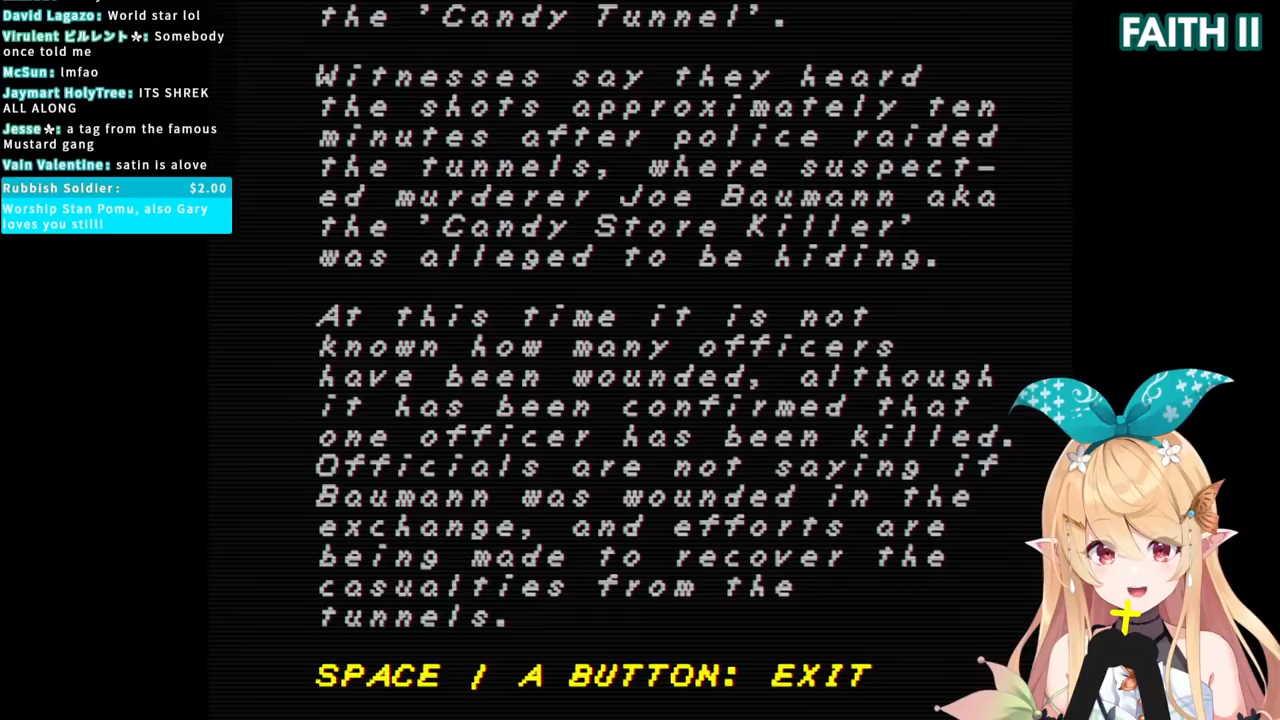 David Lagazo: World star lol
Virulent ビルレント: Somebody
once told me
McSun: lmfao
Jaymart HolyTree: ITS SHREK
ALL ALONG
Jesse: a tag from the famous
Mustard gang
Vain Valentine: satin is alove
Rubbish Soldier: $2.00
Worship Stan Pomu, also Gary
loves you still!
the 'Candy Tunnel'.
Witnesses say they heard
the shots approximately ten
minutes after police raided
the tunnels, where suspect-
ed murderer Joe Baumann aka
the 'Candy Store Killer'
was alleged to be hiding.
At this time it is not
known how many officers
have been wounded, although
it has been confirmed that
one officer has been killed.
Officials are not saying if
Baumann was wounded in the
exchange, and efforts are
being made to recover the
casualties from the
tunnels.
SPACE / A BUTTON: EXIT
FAITH II